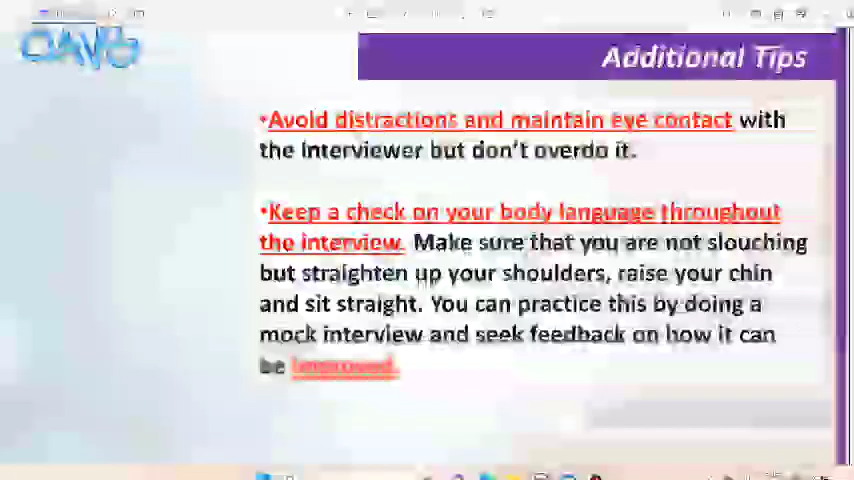 Additional Tips
•Avoid distractions and maintain eye contact with
the interviewer but don't overdo it.
•Keep a check on your body language throughout
the interview. Make sure that you are not slouching
but straighten up your shoulders, raise your chin
and sit straight. You can practice this by doing a
mock interview and seek feedback on how it can
be improved.